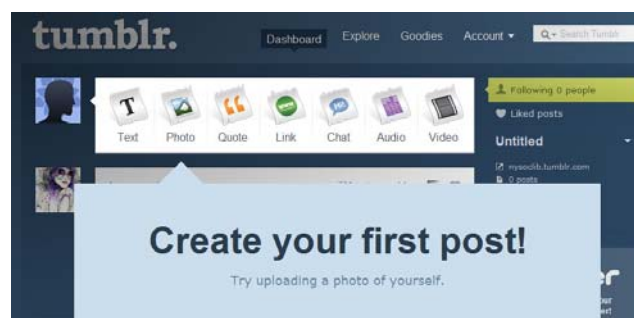 tumblr.
Dashboard Explore Goodies Account Search Tumblr
Text Photo Quote Link Chat Audio Video
Following 0 people
Liked posts
Untitled
nysoclib.tumblr.com
0 posts
Create your first post!
Try uploading a photo of yourself.